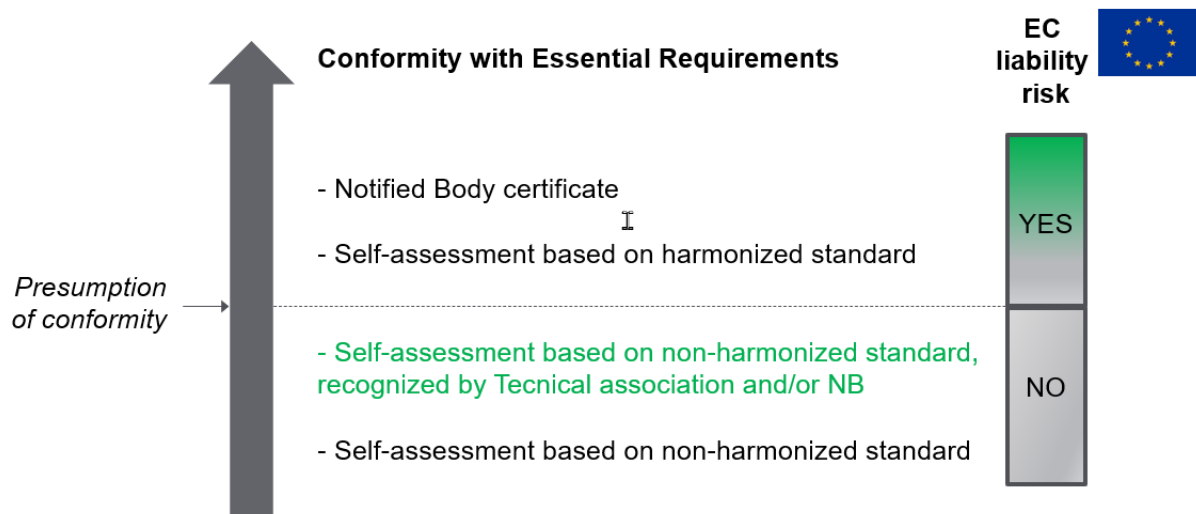 Conformity with Essential Requirements
EC
liability
risk
- Notified Body certificate
YES
- Self-assessment based on harmonized standard
Presumption
of conformity
- Self-assessment based on non-harmonized standard,
recognized by Tecnical association and/or NB
NO
- Self-assessment based on non-harmonized standard